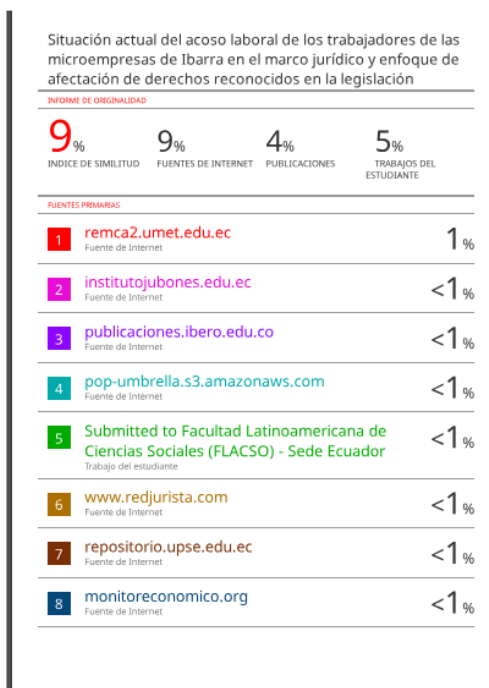 Situación actual del acoso laboral de los trabajadores de las
microempresas de Ibarra en el marco jurídico y enfoque de
afectación de derechos reconocidos en la legislación
INFORME DE ORIGINALIDAD
9% 9% 4% 5%
INDICE DE SIMILITUD FUENTES DE INTERNET PUBLICACIONES TRABAJOS DEL
ESTUDIANTE
FUENTES PRIMARIAS
1 remca2.umet.edu.ec 1%
Fuente de Internet
2 institutojubones.edu.ec <1%
Fuente de Internet
3 publicaciones.ibero.edu.co <1%
Fuente de Internet
4 pop-umbrella.s3.amazonaws.com <1%
Fuente de Internet
5 Submitted to Facultad Latinoamericana de <1%
Ciencias Sociales (FLACSO) - Sede Ecuador
Trabajo del estudiante
6 www.redjurista.com <1%
Fuente de Internet
7 repositorio.upse.edu.ec <1%
Fuente de Internet
8 monitoreconomico.org <1%
Fuente de Internet